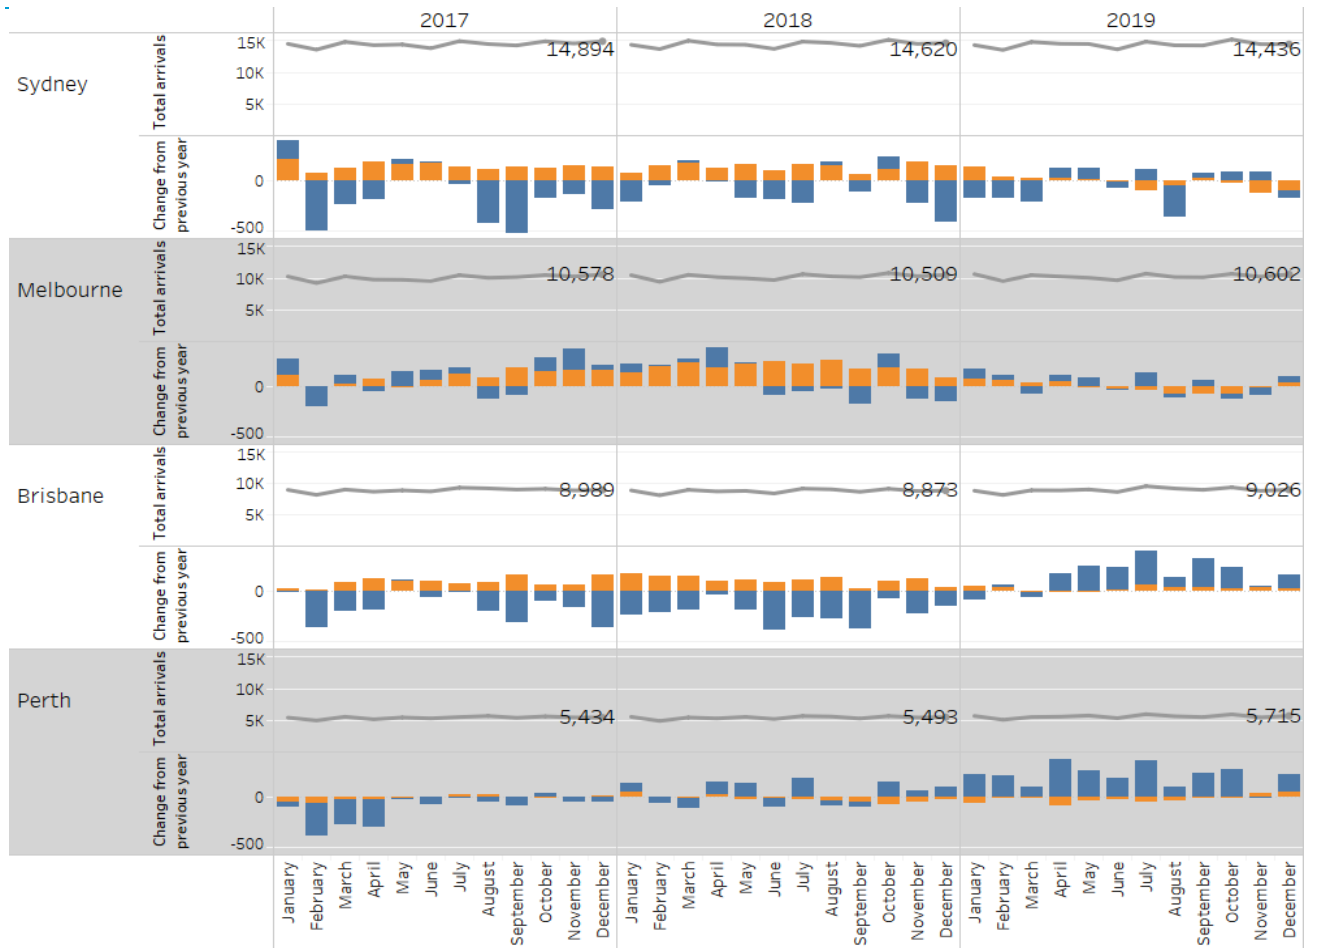 2017 2018 2019
Sydney
Total arrivals
15K
10K
5K
14,894 14,620 14,436
Change from
previous year
0
-500
Melbourne
Total arrivals
15K
10K
5K
10,578 10,509 10,602
Change from
previous year
0
-500
Brisbane
Total arrivals
15K
10K
5K
8,989 8,873 9,026
Change from
previous year
0
-500
Perth
Total arrivals
15K
10K
5K
5,434 5,493 5,715
Change from
previous year
0
-500
January February March April May June July August September October November December January February March April May June July August September October November December January February March April May June July August September October November December